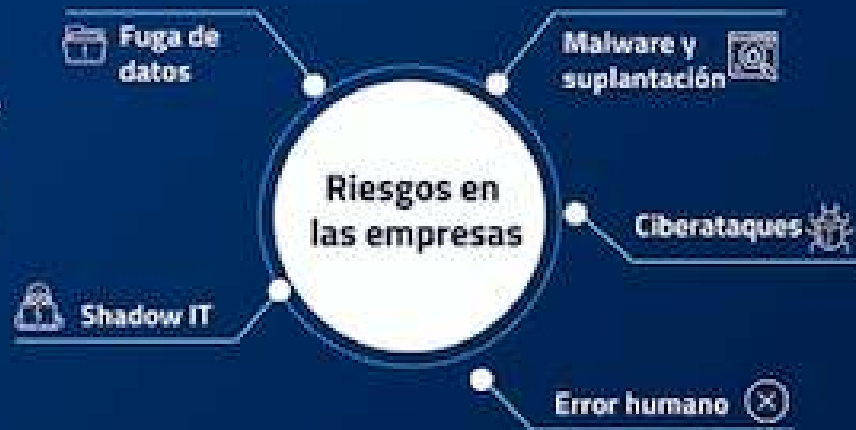 Fuga de
datos
Malware y
suplantación
Riesgos en
las empresas
Ciberataques
Shadow IT
Error humano